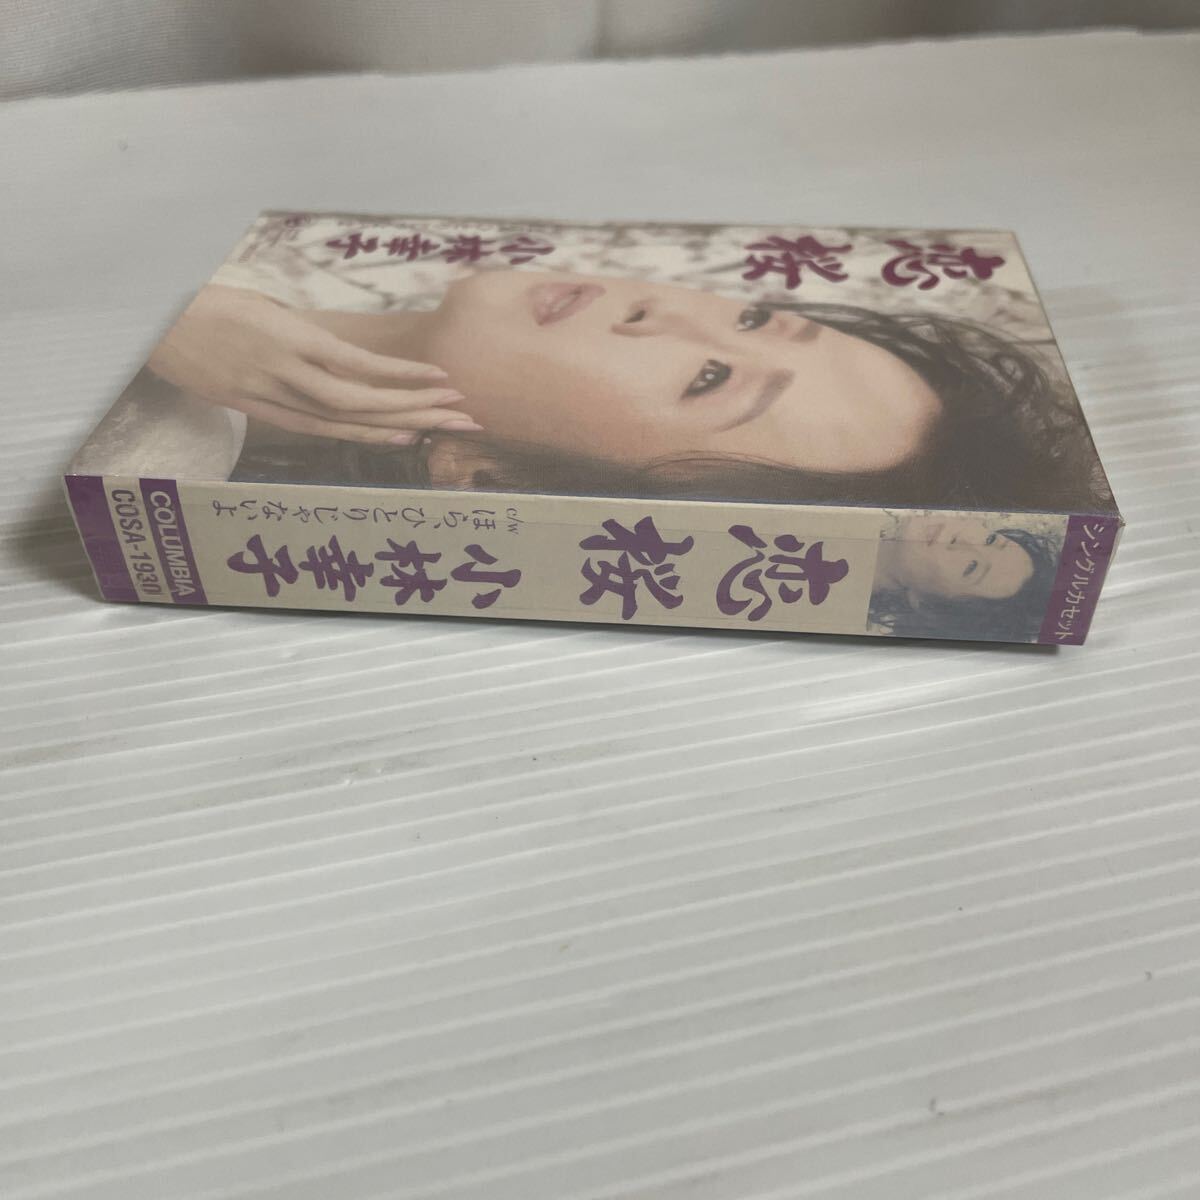 恋桜
小林幸子
シングルカセット
恋桜
小林幸子
c/w ほら、ひとりじゃないよ
COLUMBIA
COSA-1930